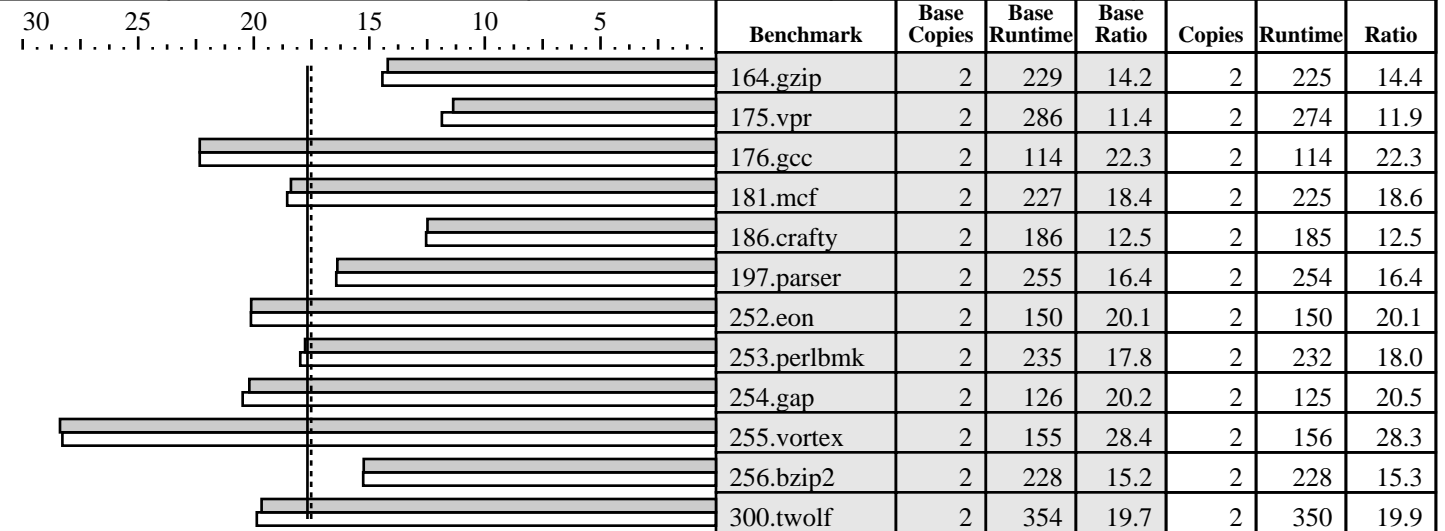 30 25 20 15 10 5
Benchmark Base Copies Base Runtime Base Ratio Copies Runtime Ratio
164.gzip 2 229 14.2 2 225 14.4
175.vpr 2 286 11.4 2 274 11.9
176.gcc 2 114 22.3 2 114 22.3
181.mcf 2 227 18.4 2 225 18.6
186.crafty 2 186 12.5 2 185 12.5
197.parser 2 255 16.4 2 254 16.4
252.eon 2 150 20.1 2 150 20.1
253.perlbmk 2 235 17.8 2 232 18.0
254.gap 2 126 20.2 2 125 20.5
255.vortex 2 155 28.4 2 156 28.3
256.bzip2 2 228 15.2 2 228 15.3
300.twolf 2 354 19.7 2 350 19.9